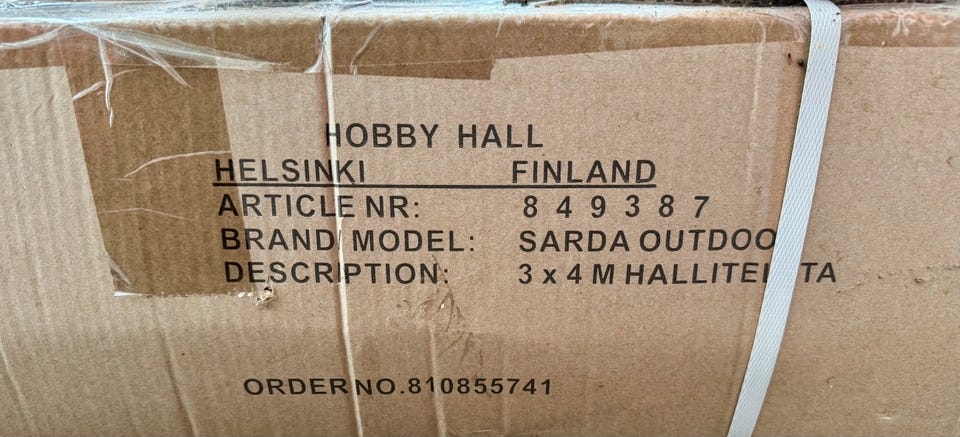 HOBBY HALL
HELSINKI FINLAND
ARTICLE NR: 8 4 9 3 8 7
BRAND MODEL: SARDA OUTDOO
DESCRIPTION: 3 x 4 M
ORDER NO.810855741